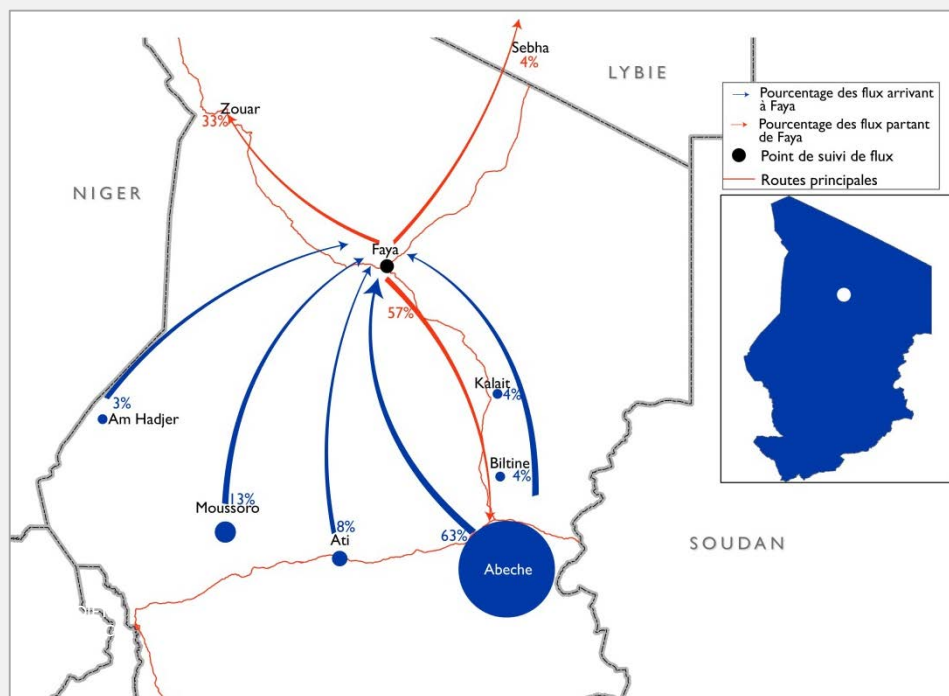 Sebha
4%
LYBIE
Pourcentage des flux arrivant
à Faya
Pourcentage des flux partant
de Faya
Point de suivi de flux
Routes principales
Zouar
33%
NIGER
Faya
57%
Kalait
4%
3%
Am Hadjer
Biltine
4%
13%
Moussoro
8%
Ati
63%
Abeche
SOUDAN